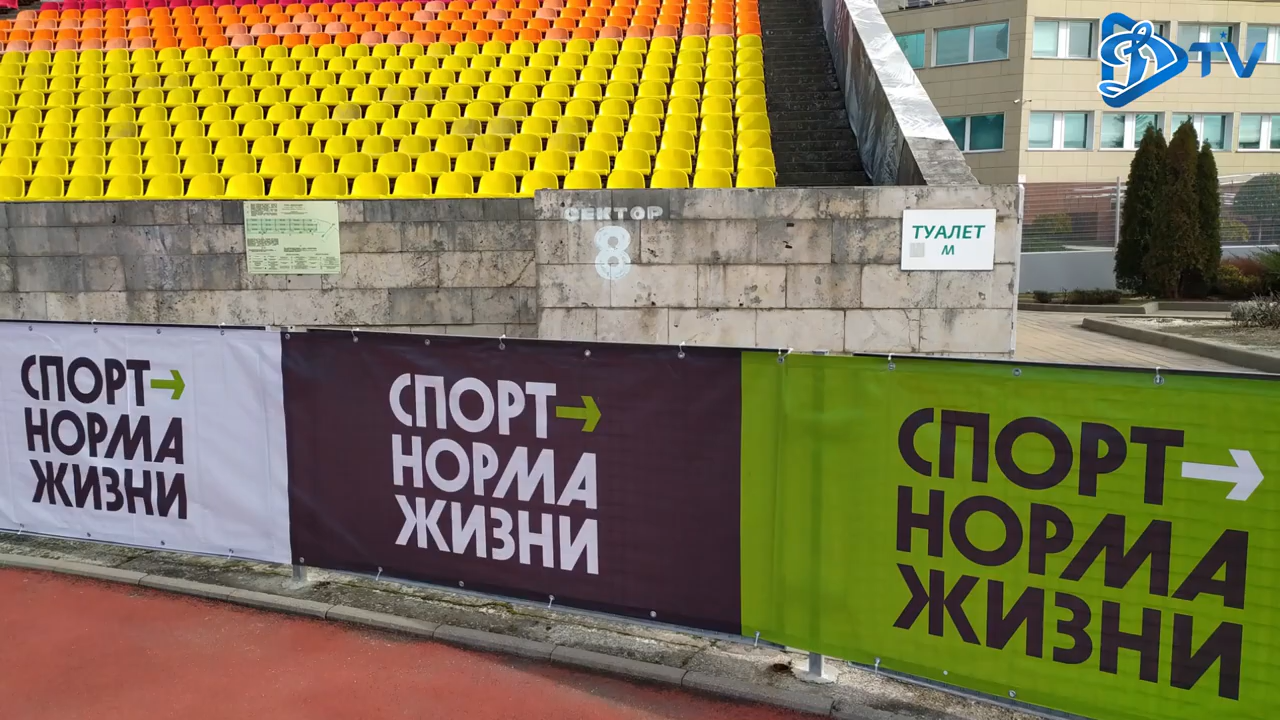 TV
СЕКТОР
8
ТУАЛЕТ
М
СПОРТ
НОРМА
ЖИЗНИ
СПОРТ
НОРМА
ЖИЗНИ
СПОРТ
НОРМА
ЖИЗНИ